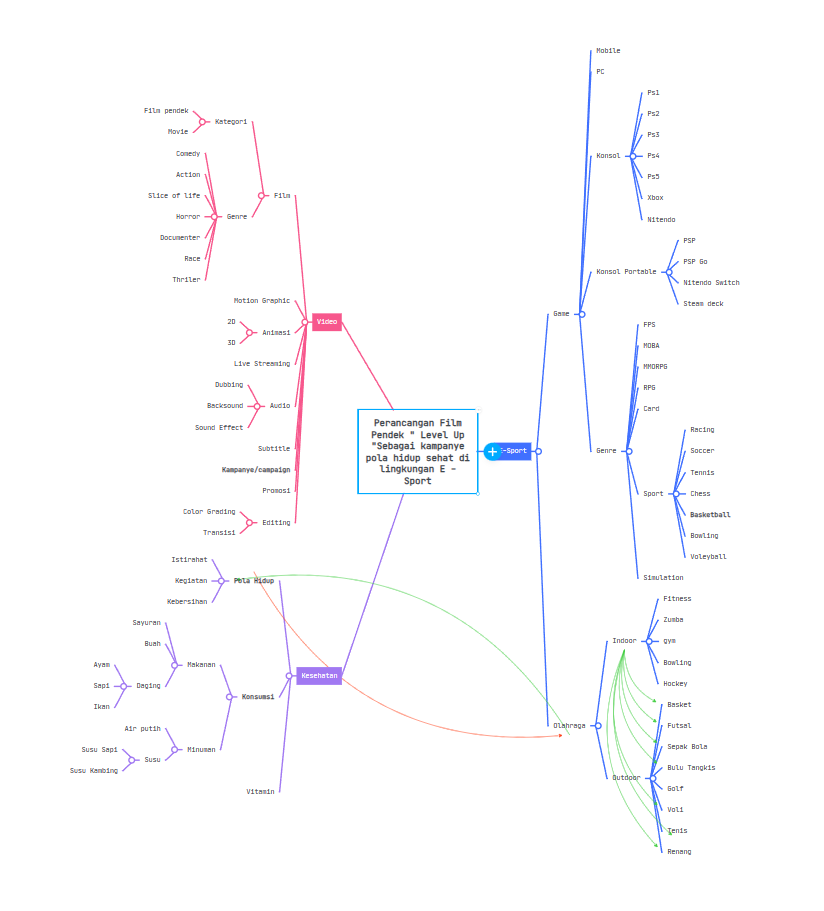 Perancangan Film
Pendek " Level Up
"Sebagai kampanye
pola hidup sehat di
lingkungan E -
Sport
Video
Film
Kategori
Film pendek
Movie
Genre
Comedy
Action
Slice of life
Horror
Documenter
Race
Thriler
Motion Graphic
Animasi
2D
3D
Live Streaming
Audio
Dubbing
Backsound
Sound Effect
Subtitle
Kampanye/campaign
Promosi
Editing
Color Grading
Transisi
Kesehatan
Pola Hidup
Istirahat
Kegiatan
Kebersihan
Konsumsi
Makanan
Sayuran
Buah
Daging
Ayam
Sapi
Ikan
Minuman
Air putih
Susu
Susu Sapi
Susu Kambing
Vitamin
E-Sport
Game
Mobile
PC
Konsol
Ps1
Ps2
Ps3
Ps4
Ps5
Xbox
Nitendo
Konsol Portable
PSP
PSP Go
Nitendo Switch
Steam deck
Genre
FPS
MOBA
MMORPG
RPG
Card
Sport
Racing
Soccer
Tennis
Chess
Basketball
Bowling
Voleyball
Simulation
Olahraga
Indoor
Fitness
Zumba
gym
Bowling
Hockey
Outdoor
Basket
Futsal
Sepak Bola
Bulu Tangkis
Golf
Voli
Tenis
Renang